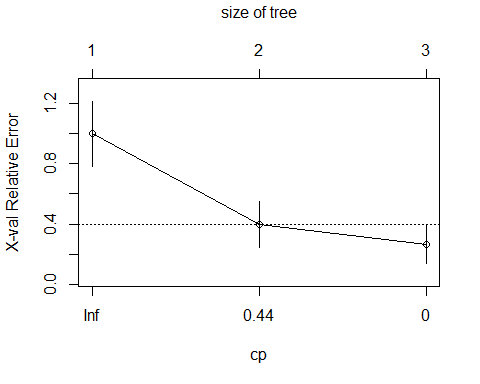 size of tree
1 2 3
X-val Relative Error
1.2
0.8
0.4
0.0
Inf 0.44 0
cp